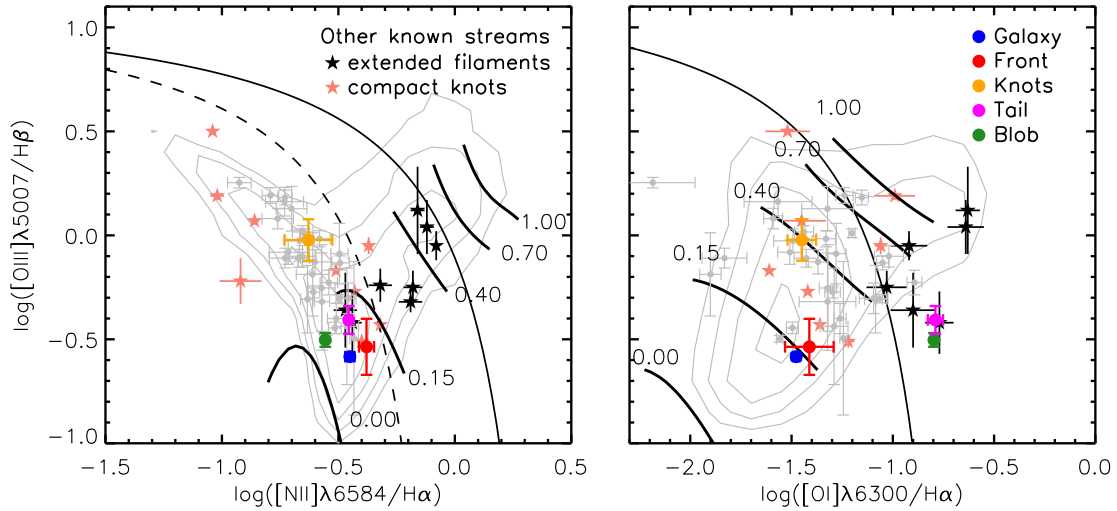 Other known streams
extended filaments
compact knots
1.00
0.70
0.40
0.15
0.00
1.0
0.5
0.0
−0.5
−1.0
−1.5
−1.0
−0.5
0.0
0.5
log([OIII]λ5007/Hβ)
log([NII]λ6584/Hα)
Galaxy
Front
Knots
Tail
Blob
1.00
0.70
0.40
0.15
0.00
−2.0
−1.5
−1.0
−0.5
0.0
log([OI]λ6300/Hα)